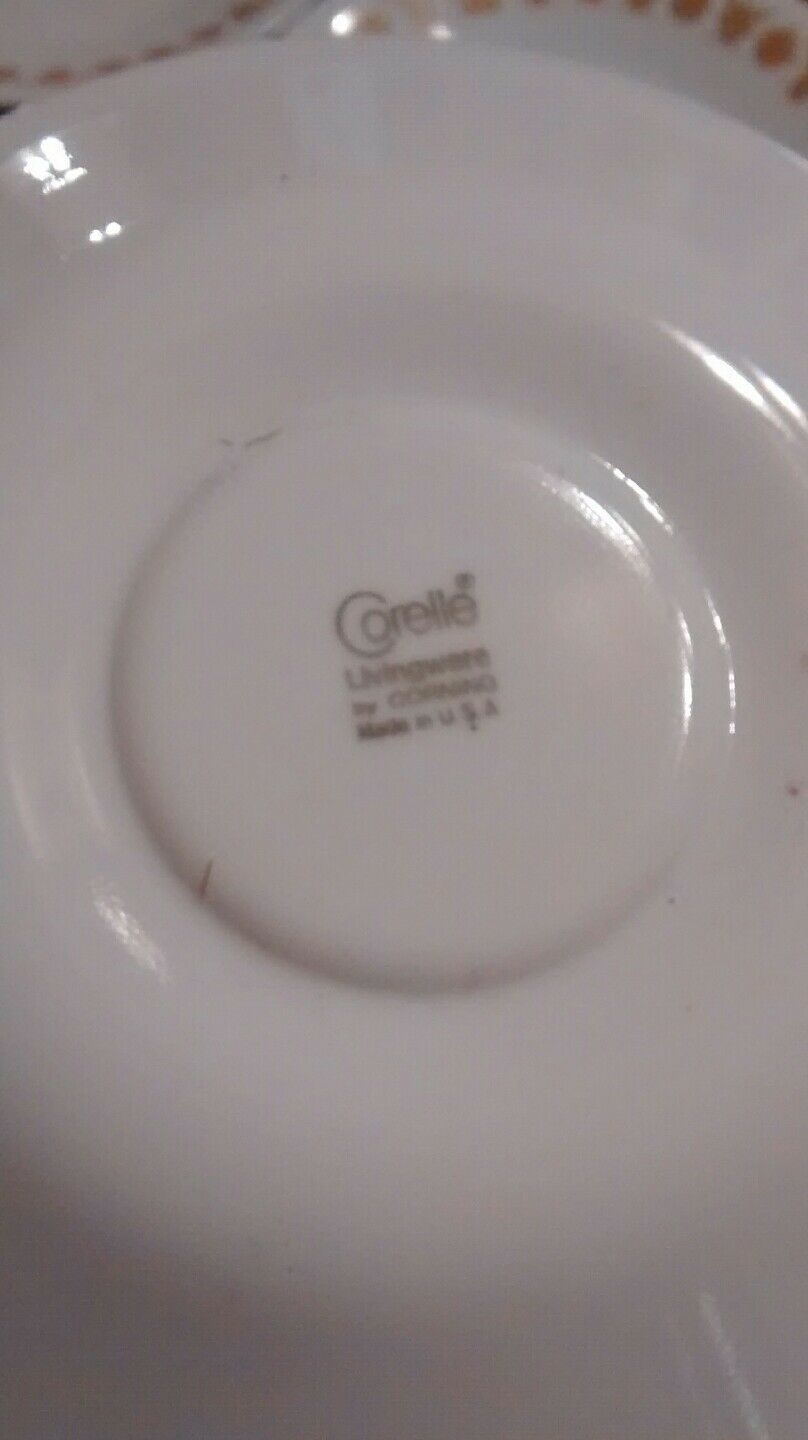 Corelle®
Livingware
by CORNING
Made in U.S.A